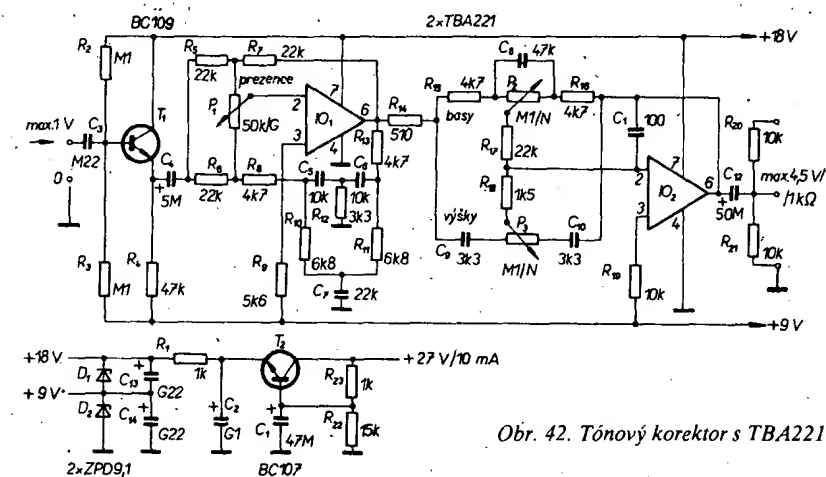 BC109
2×TBA221
+18V
R2
M1
R5
22k
R7
22k
prezence
P1
50k/G
2
7
IO1
6
3
4
R14
510
R13
4k7
R15
4k7
basy
C8
47k
P2
M1/N
R16
4k7
C1
100
R17
22k
R18
1k5
2
7
IO2
6
3
4
R20
10k
C12
50M
max.4,5 V/
/1kΩ
R21
10k
max.1 V
C3
M22
T1
0
C4
5M
R6
22k
R8
4k7
C5
10k
C6
10k
R12
3k3
R10
6k8
R11
6k8
C7
22k
výšky
C9
3k3
P3
M1/N
C10
3k3
R19
10k
R3
M1
R4
47k
R9
5k6
+9V
+18V
R1
1k
T2
+27 V/10 mA
D1
C13
G22
+9V
D2
C14
G22
C2
G1
C1
47M
R23
1k
R22
15k
2×ZPD9,1
BC107
Obr. 42. Tónový korektor s TBA221